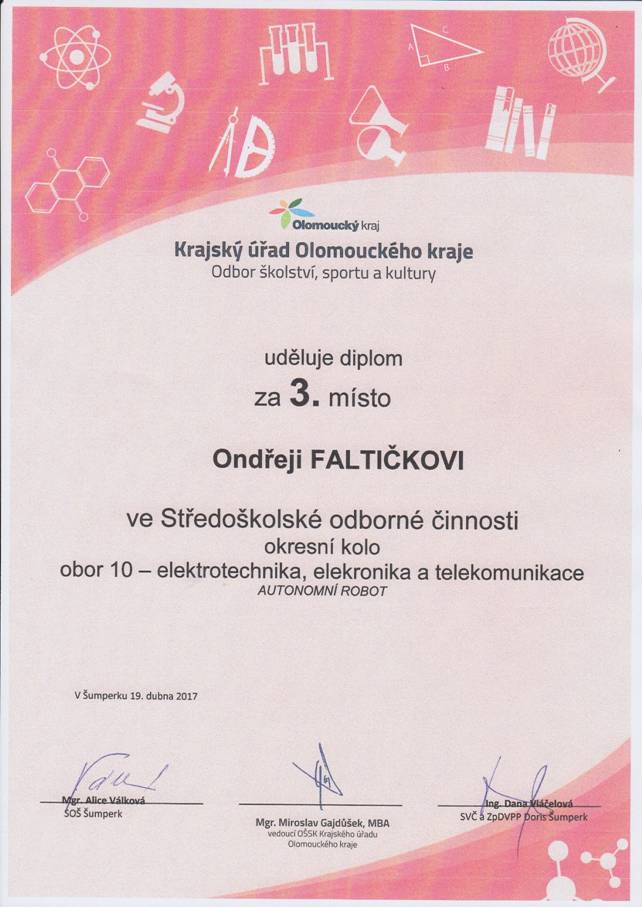 A
C
B
Olomoucký kraj
Krajský úřad Olomouckého kraje
Odbor školství, sportu a kultury
uděluje diplom
za 3. místo
Ondřeji FALTIČKOVI
ve Středoškolské odborné činnosti
okresní kolo
obor 10 – elektrotechnika, elekronika a telekomunikace
AUTONOMNÍ ROBOT
V Šumperku 19. dubna 2017
Mgr. Alice Válková
SOŠ Šumperk
Mgr. Miroslav Gajdůšek, MBA
vedoucí OŠSK Krajského úřadu
Olomouckého kraje
Ing. Dana Vláčelová
SVČ a ZpDVPP Doris Šumperk